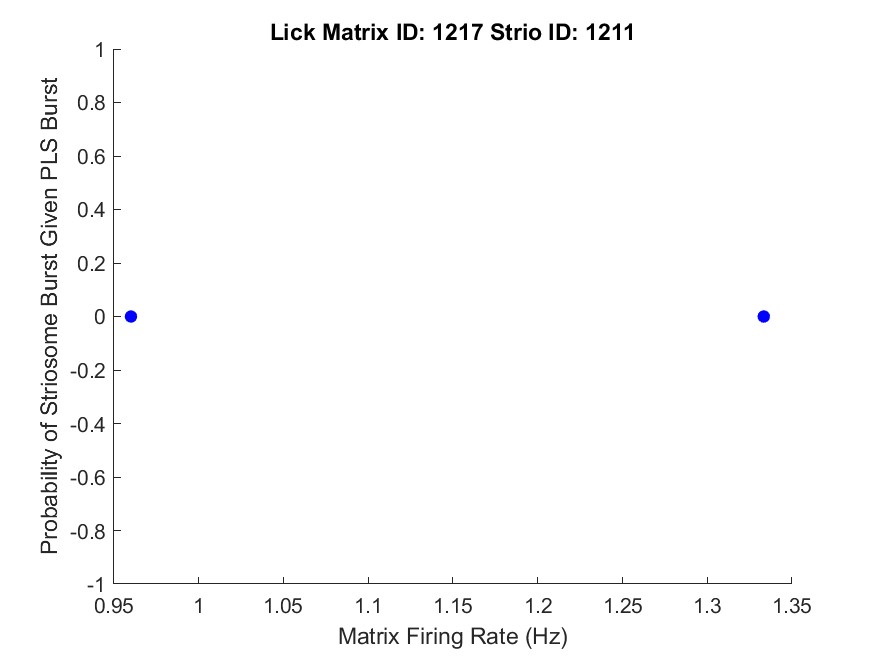 Lick Matrix ID: 1217 Strio ID: 1211
Probability of Striosome Burst Given PLS Burst
1
0.8
0.6
0.4
0.2
0
-0.2
-0.4
-0.6
-0.8
-1
0.95 1 1.05 1.1 1.15 1.2 1.25 1.3 1.35
Matrix Firing Rate (Hz)